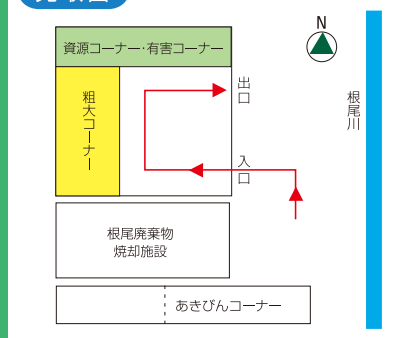 資源コーナー・有害コーナー
N
出口
粗大コーナー
根尾川
入口
根尾廃棄物
焼却施設
あきびんコーナー